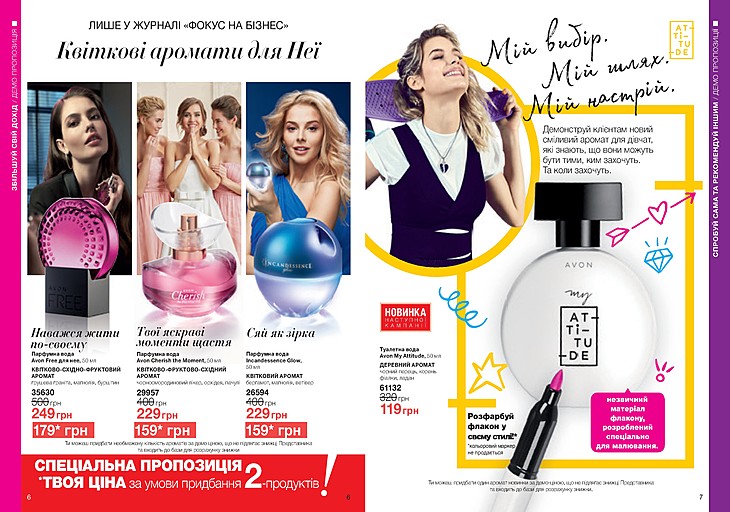 ЗБІЛЬШУЙ СВІЙ ДОХІД / ДЕМО ПРОПОЗИЦІЯ
ЛИШЕ У ЖУРНАЛІ «ФОКУС НА БІЗНЕС»
Квіткові аромати для Неї
AVON
FREE
Cherish
INCANDESSENCE
glow
Наважся жити
по-своєму
Парфумна вода
Avon Free для нее, 50 мл
КВІТКОВО-СХІДНО-ФРУКТОВИЙ
АРОМАТ
грушева граніта, магнолія, бурштин
35630
500 грн
249 грн
179* грн
Твої яскраві
моменти щастя
Парфумна вода
Avon Cherish the Moment, 50 мл
КВІТКОВО-ФРУКТОВО-СХІДНИЙ
АРОМАТ
чорносмородиновий лікер, орхідея, пачулі
29957
400 грн
229 грн
159* грн
Сяй як зірка
Парфумна вода
Incandessence Glow,
50 мл
КВІТКОВИЙ АРОМАТ
бергамот, магнолія, ветивер
26594
400 грн
229 грн
159* грн
Ти можеш придбати необмежену кількість ароматів за демо-ціною, що не підлягає знижці Представника
та входить до бази для розрахунку знижки.
СПЕЦІАЛЬНА ПРОПОЗИЦІЯ
*ТВОЯ ЦІНА за умови придбання 2-продуктів!
6
6
Мій вибір.
Мій шлях.
Мій настрій.
AT-
TI-
TU-
DE
Демонструй клієнтам новий
сміливий аромат для дівчат,
які знають, що вони можуть
бути тими, ким захочуть.
Та коли захочуть.
AVON
my
AT-
TI-
TU-
DE
НОВИНКА
НАСТУПНОЇ
КАМПАНІЇ
Туалетна вода
Avon My Attitude, 50 мл
ДЕРЕВНИЙ АРОМАТ
чорний перець, ясень
фіалки, ладан
61132
320 грн
119 грн
Розфарбуй
флакон у
своєму стилі!*
*кольоровий маркер
не продається
незвичний
матеріал
флакону,
розроблений
спеціально
для малювання.
Ти можеш придбати один аромат новинки за демо-ціною, що не підлягає знижці Представника
та входить до бази для розрахунку знижки.
7
СПРОБУЙ САМА ТА РЕКОМЕНДУЙ ІНШИМ / ДЕМО ПРОПОЗИЦІЇ